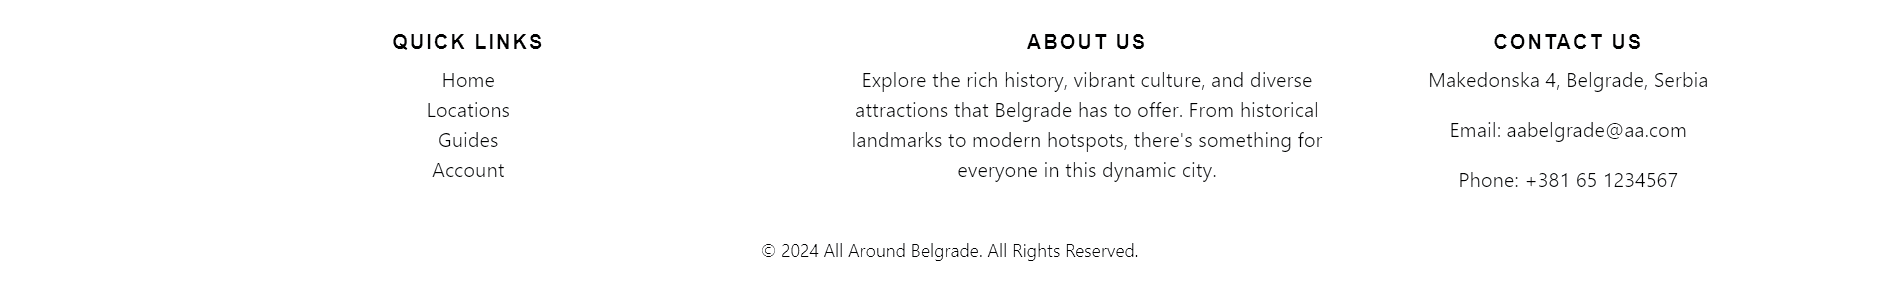 QUICK LINKS
Home
Locations
Guides
Account
ABOUT US
Explore the rich history, vibrant culture, and diverse
attractions that Belgrade has to offer. From historical
landmarks to modern hotspots, there's something for
everyone in this dynamic city.
CONTACT US
Makedonska 4, Belgrade, Serbia
Email: aabelgrade@aa.com
Phone: +381 65 1234567
© 2024 All Around Belgrade. All Rights Reserved.